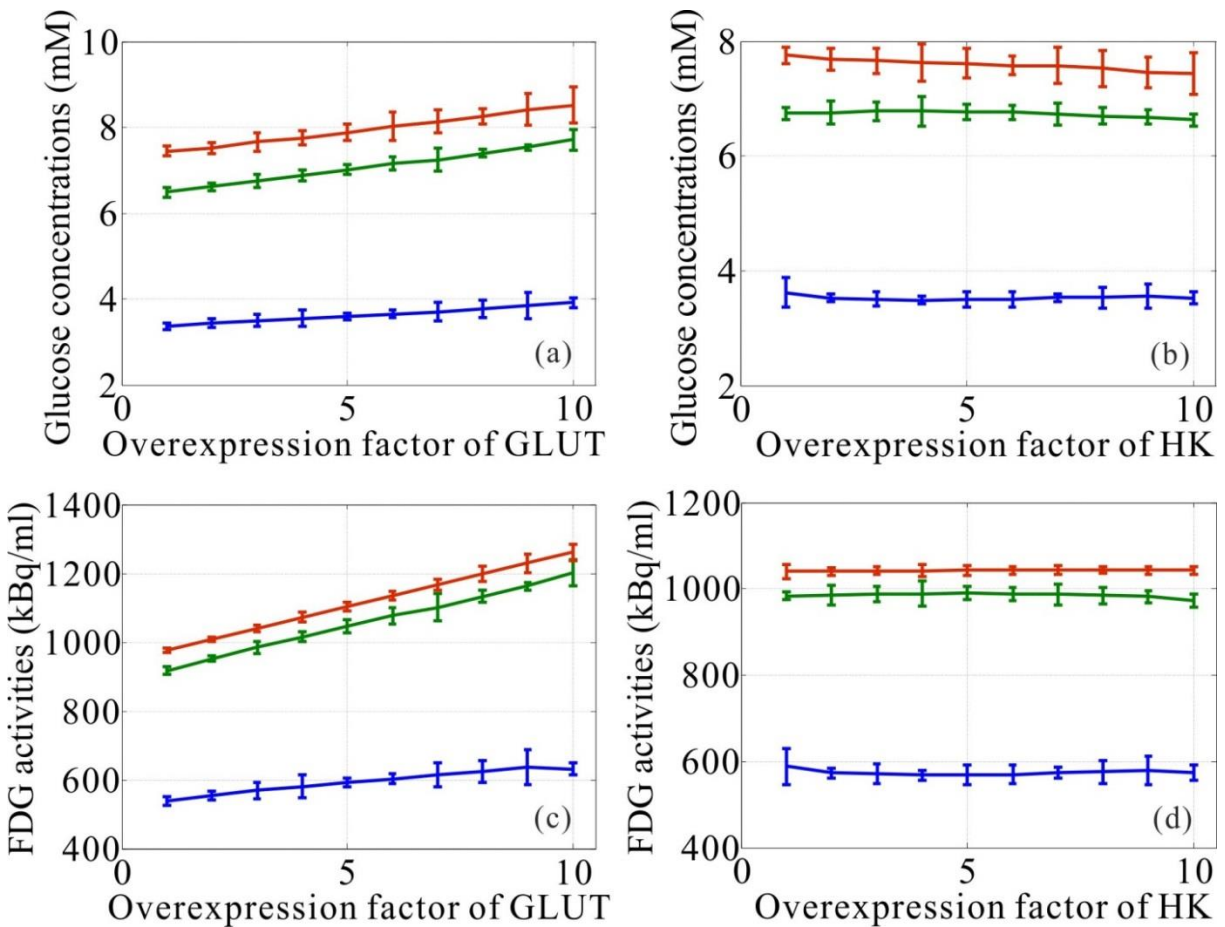 Glucose concentrations (mM)
10
8
6
4
2
0
5
10
(a)
Overexpression factor of GLUT
Glucose concentrations (mM)
8
6
4
2
0
5
10
(b)
Overexpression factor of HK
FDG activities (kBq/ml)
1400
1200
1000
800
600
400
0
5
10
(c)
Overexpression factor of GLUT
FDG activities (kBq/ml)
1200
1000
800
600
400
0
5
10
(d)
Overexpression factor of HK